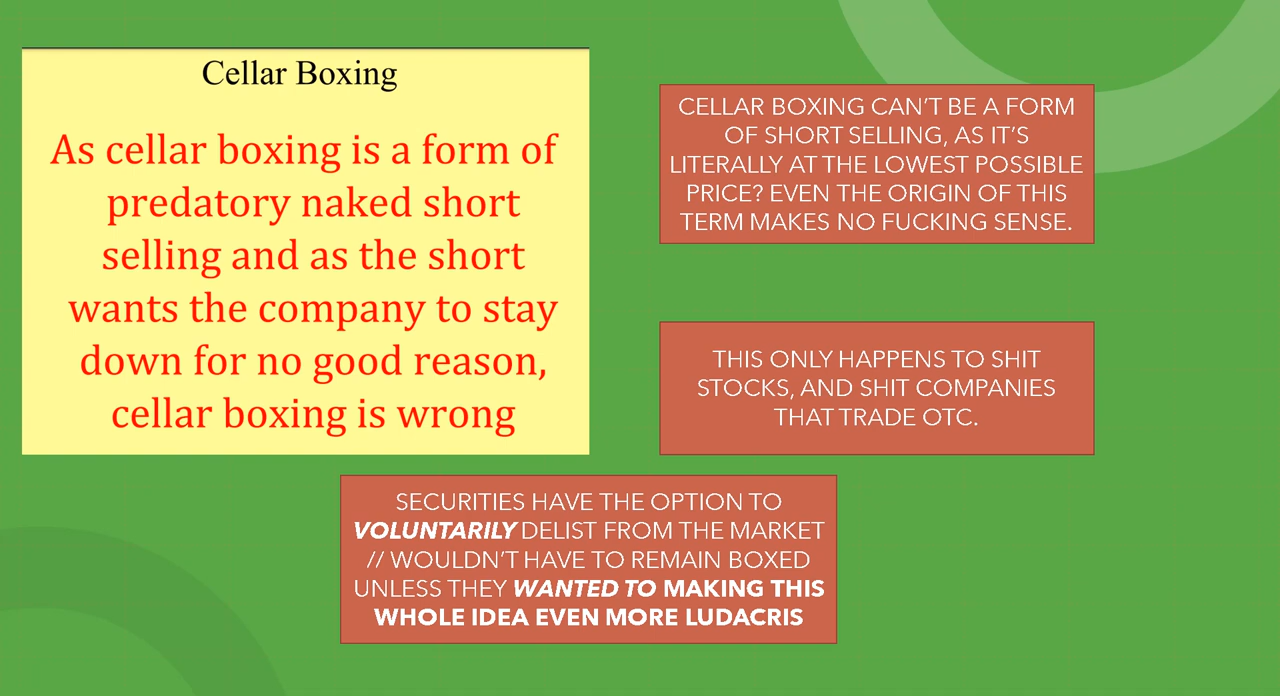 Cellar Boxing
As cellar boxing is a form of
predatory naked short
selling and as the short
wants the company to stay
down for no good reason,
cellar boxing is wrong
CELLAR BOXING CAN'T BE A FORM
OF SHORT SELLING, AS IT'S
LITERALLY AT THE LOWEST POSSIBLE
PRICE? EVEN THE ORIGIN OF THIS
TERM MAKES NO FUCKING SENSE.
THIS ONLY HAPPENS TO SHIT
STOCKS, AND SHIT COMPANIES
THAT TRADE OTC.
SECURITIES HAVE THE OPTION TO
VOLUNTARILY DELIST FROM THE MARKET
// WOULDN'T HAVE TO REMAIN BOXED
UNLESS THEY WANTED TO MAKING THIS
WHOLE IDEA EVEN MORE LUDACRIS